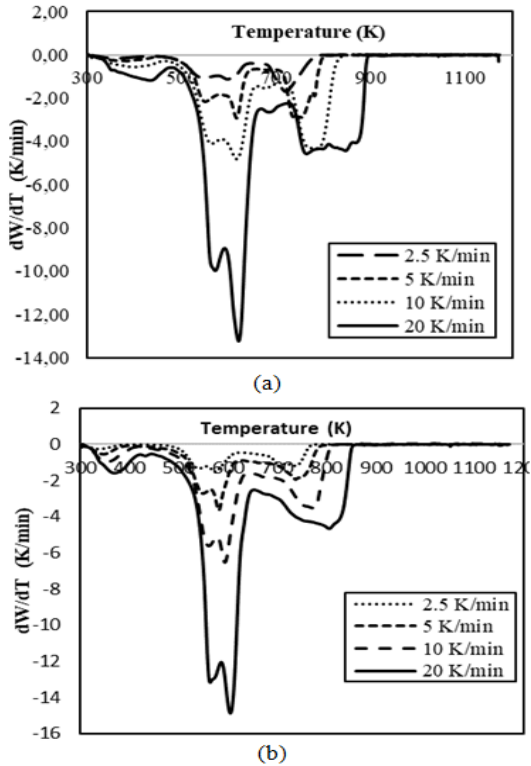 2,00
Temperature (K)
0,00
300 500 700 900 1100
-2,00
-4,00
-6,00
-8,00
-10,00
-12,00
-14,00
dW/dT (K/min)
2.5 K/min
5 K/min
10 K/min
20 K/min
(a)
2
Temperature (K)
0
300 400 500 600 700 800 900 1000 1100 120
-2
-4
-6
-8
-10
-12
-14
-16
dW/dT (K/min)
2.5 K/min
5 K/min
10 K/min
20 K/min
(b)